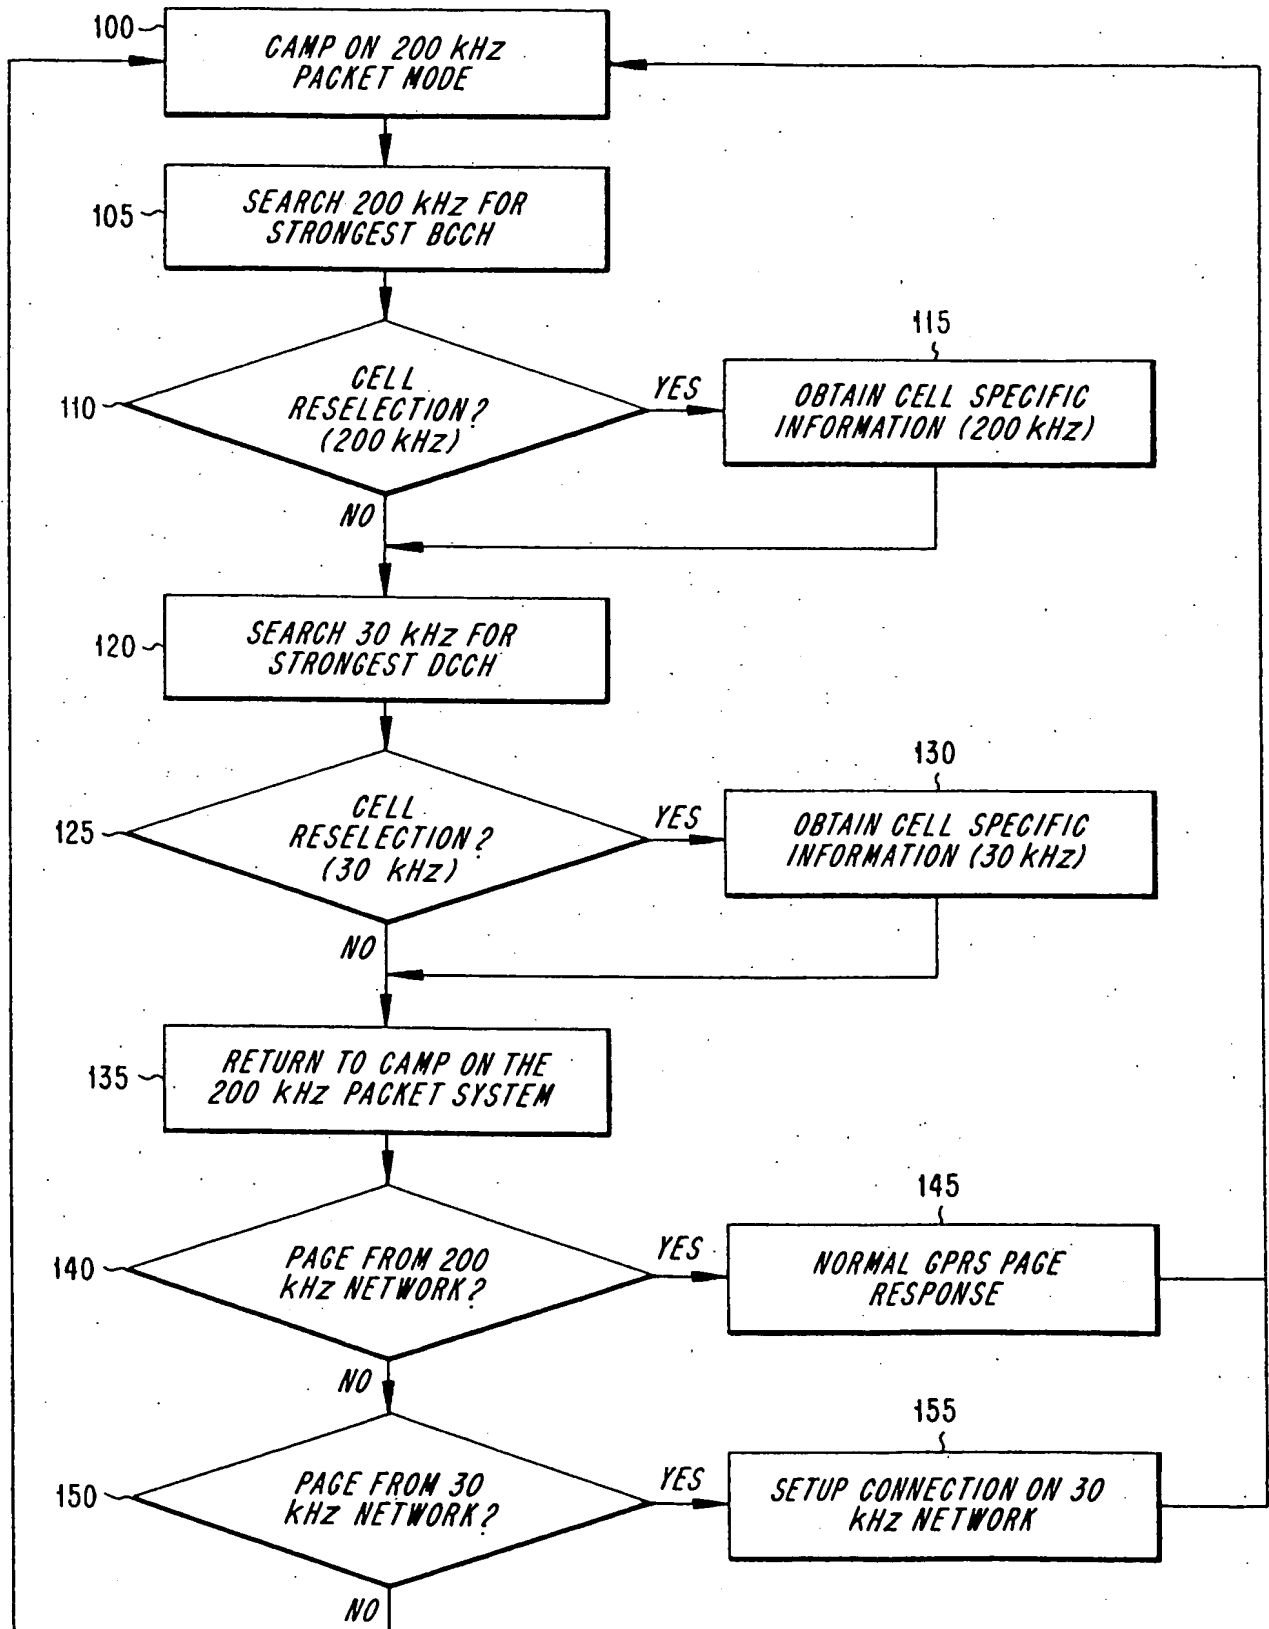 100
CAMP ON 200 kHz
PACKET MODE
105
SEARCH 200 kHz FOR
STRONGEST BCCH
110
CELL
RESELECTION?
(200 kHz)
YES
115
OBTAIN CELL SPECIFIC
INFORMATION (200 kHz)
NO
120
SEARCH 30 kHz FOR
STRONGEST DCCH
125
CELL
RESELECTION?
(30 kHz)
YES
130
OBTAIN CELL SPECIFIC
INFORMATION (30 kHz)
NO
135
RETURN TO CAMP ON THE
200 kHz PACKET SYSTEM
140
PAGE FROM 200
kHz NETWORK?
YES
145
NORMAL GPRS PAGE
RESPONSE
NO
150
PAGE FROM 30
kHz NETWORK?
YES
155
SETUP CONNECTION ON 30
kHz NETWORK
NO